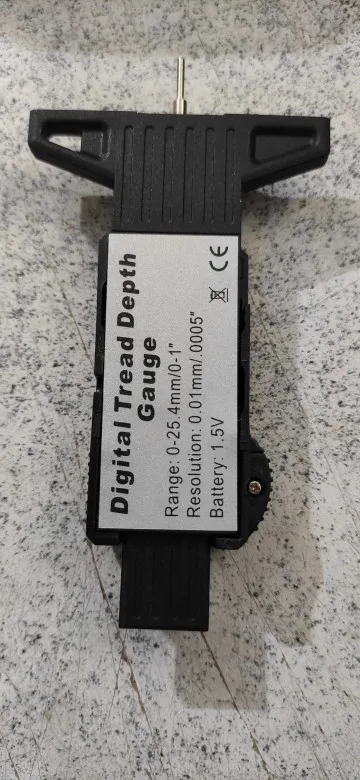 Digital Tread Depth
Gauge
Range: 0-25.4mm/0-1"
Resolution: 0.01mm/.0005"
Battery: 1.5V
CE